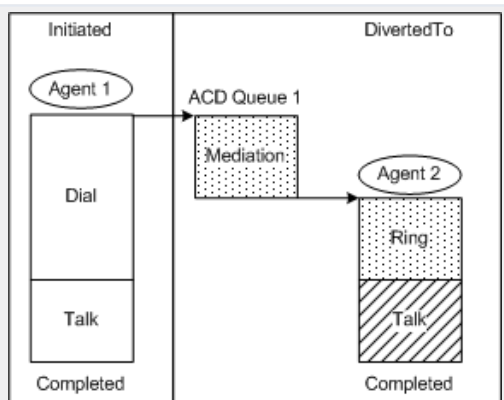 Initiated
DivertedTo
Agent 1
ACD Queue 1
Mediation
Agent 2
Dial
Ring
Talk
Talk
Completed
Completed